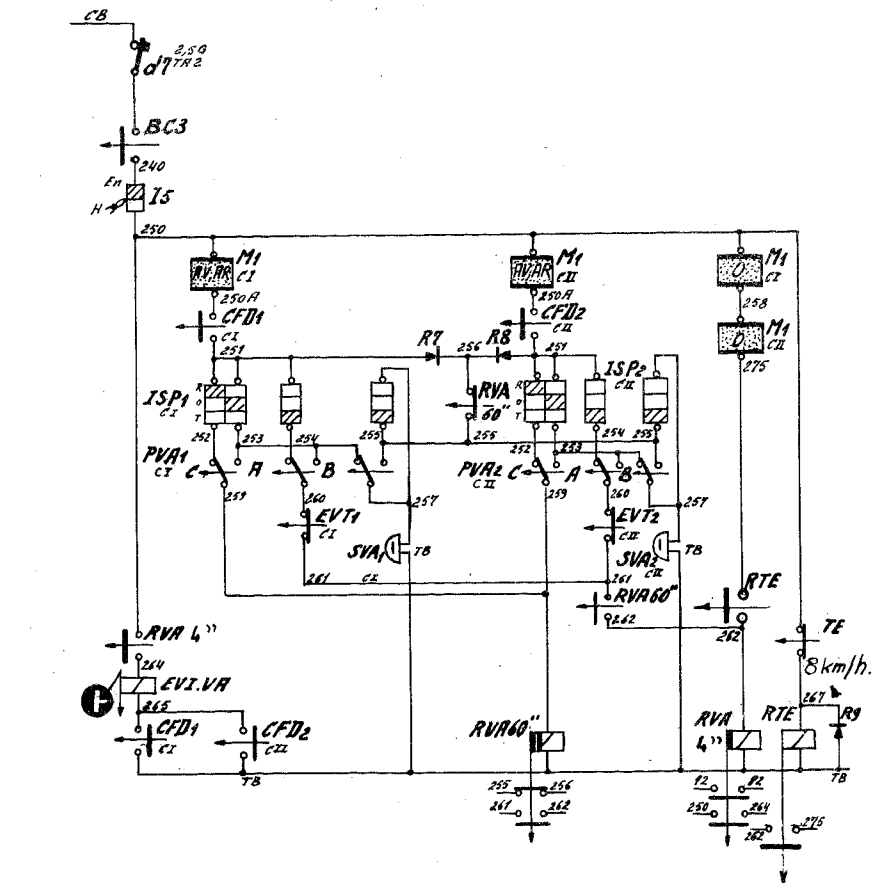 CB
2,5G
d7 TR2
BC3
240
En
I5
H
250
M1
CI
AV.AR
250A
CFD1
CI
251
M1
CII
AV.AR
250A
CFD2
CII
251
M1
CI
O
258
M1
CII
O
275
R7
256
R8
ISP1
CI
R
O
T
RVA
60"
ISP2
CII
R
O
T
252
253
254
255
255
252
253
254
255
PVA1
CI
C
A
B
PVA2
CII
C
A
B
259
260
257
259
260
257
EVT1
CI
SVA1
TB
EVT2
CII
SVA2
CII
TB
261
CI
261
RVA60"
262
RTE
262
TE
8km/h.
267
RVA 4"
264
EVI.VA
265
CFD1
CI
CFD2
CII
TB
RVA60"
RVA
4"
RTE
R9
TB
255
256
261
262
82
250
264
262
275